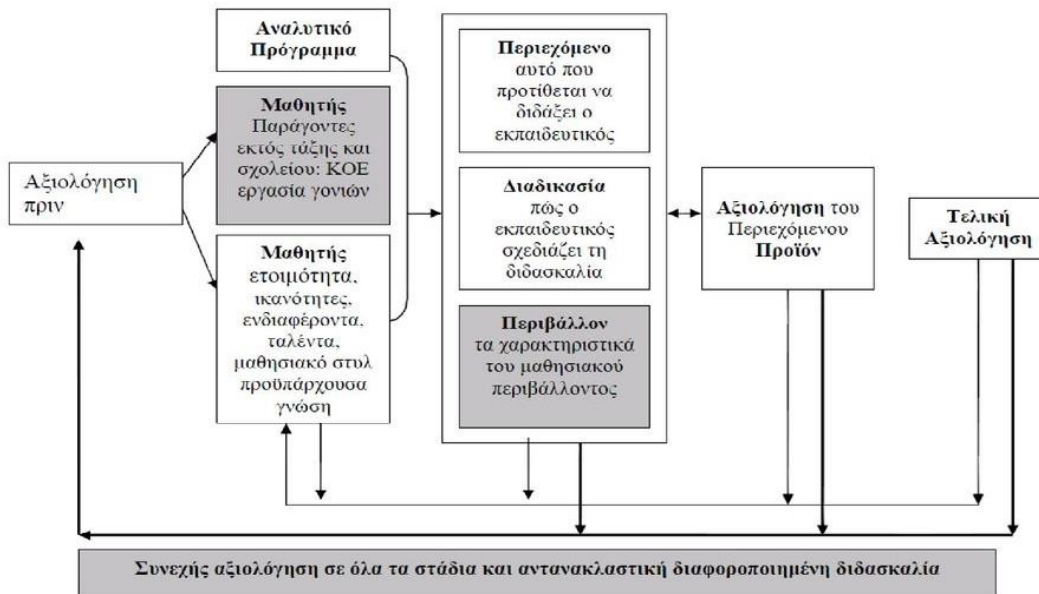 Αναλυτικό
Πρόγραμμα
Μαθητής
Παράγοντες
εκτός τάξης και
σχολείου: ΚΟΕ
εργασία γονιών
Αξιολόγηση
πριν
Μαθητής
ετοιμότητα,
ικανότητες,
ενδιαφέροντα,
ταλέντα,
μαθησιακό στυλ
προϋπάρχουσα
γνώση
Περιεχόμενο
αυτό που
προτίθεται να
διδάξει ο
εκπαιδευτικός
Διαδικασία
πώς ο
εκπαιδευτικός
σχεδιάζει τη
διδασκαλία
Περιβάλλον
τα χαρακτηριστικά
του μαθησιακού
περιβάλλοντος
Αξιολόγηση του
Περιεχόμενου
Προϊόν
Τελική
Αξιολόγηση
Συνεχής αξιολόγηση σε όλα τα στάδια και αντανακλαστική διαφοροποιημένη διδασκαλία